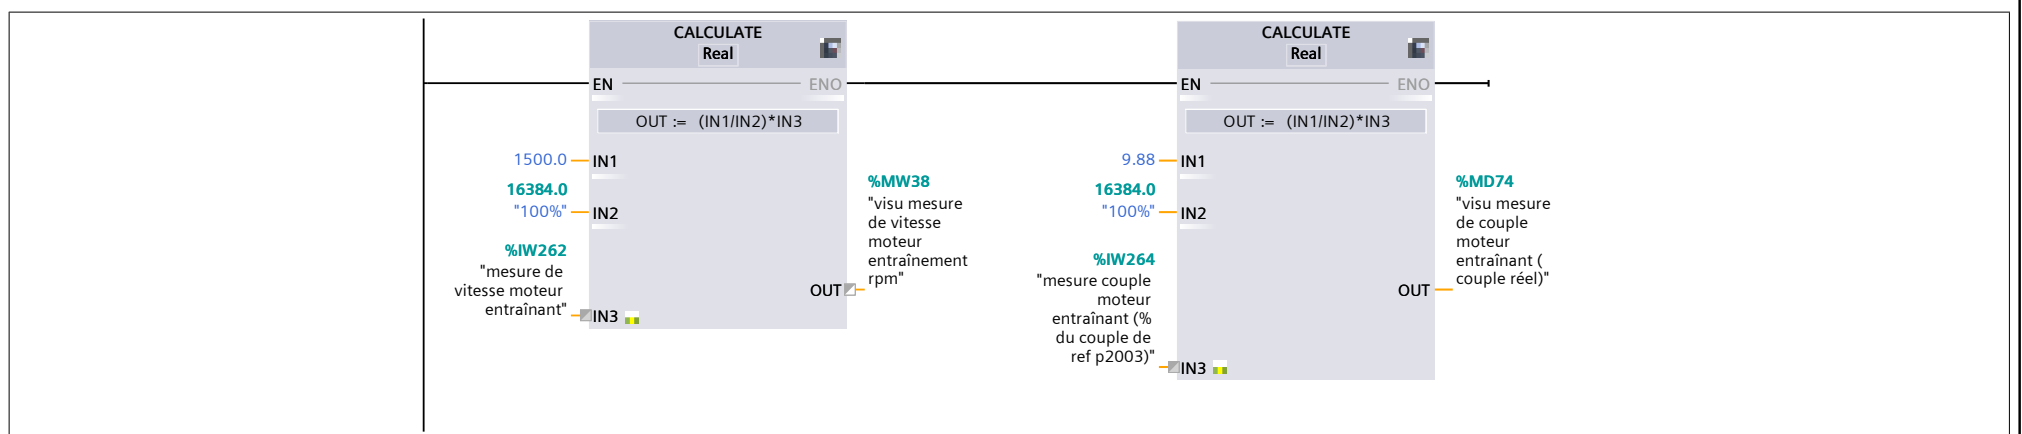 CALCULATE
Real
EN
ENO
OUT := (IN1/IN2)*IN3
1500.0
IN1
16384.0
"100%"
IN2
%IW262
"mesure de
vitesse moteur
entraînant"
IN3
%MW38
"visu mesure
de vitesse
moteur
entraînement
rpm"
OUT
CALCULATE
Real
EN
ENO
OUT := (IN1/IN2)*IN3
9.88
IN1
16384.0
"100%"
IN2
%IW264
"mesure couple
moteur
entraînant (%
du couple de
ref p2003)"
IN3
%MD74
"visu mesure
de couple
moteur
entraînant (
couple réel)"
OUT